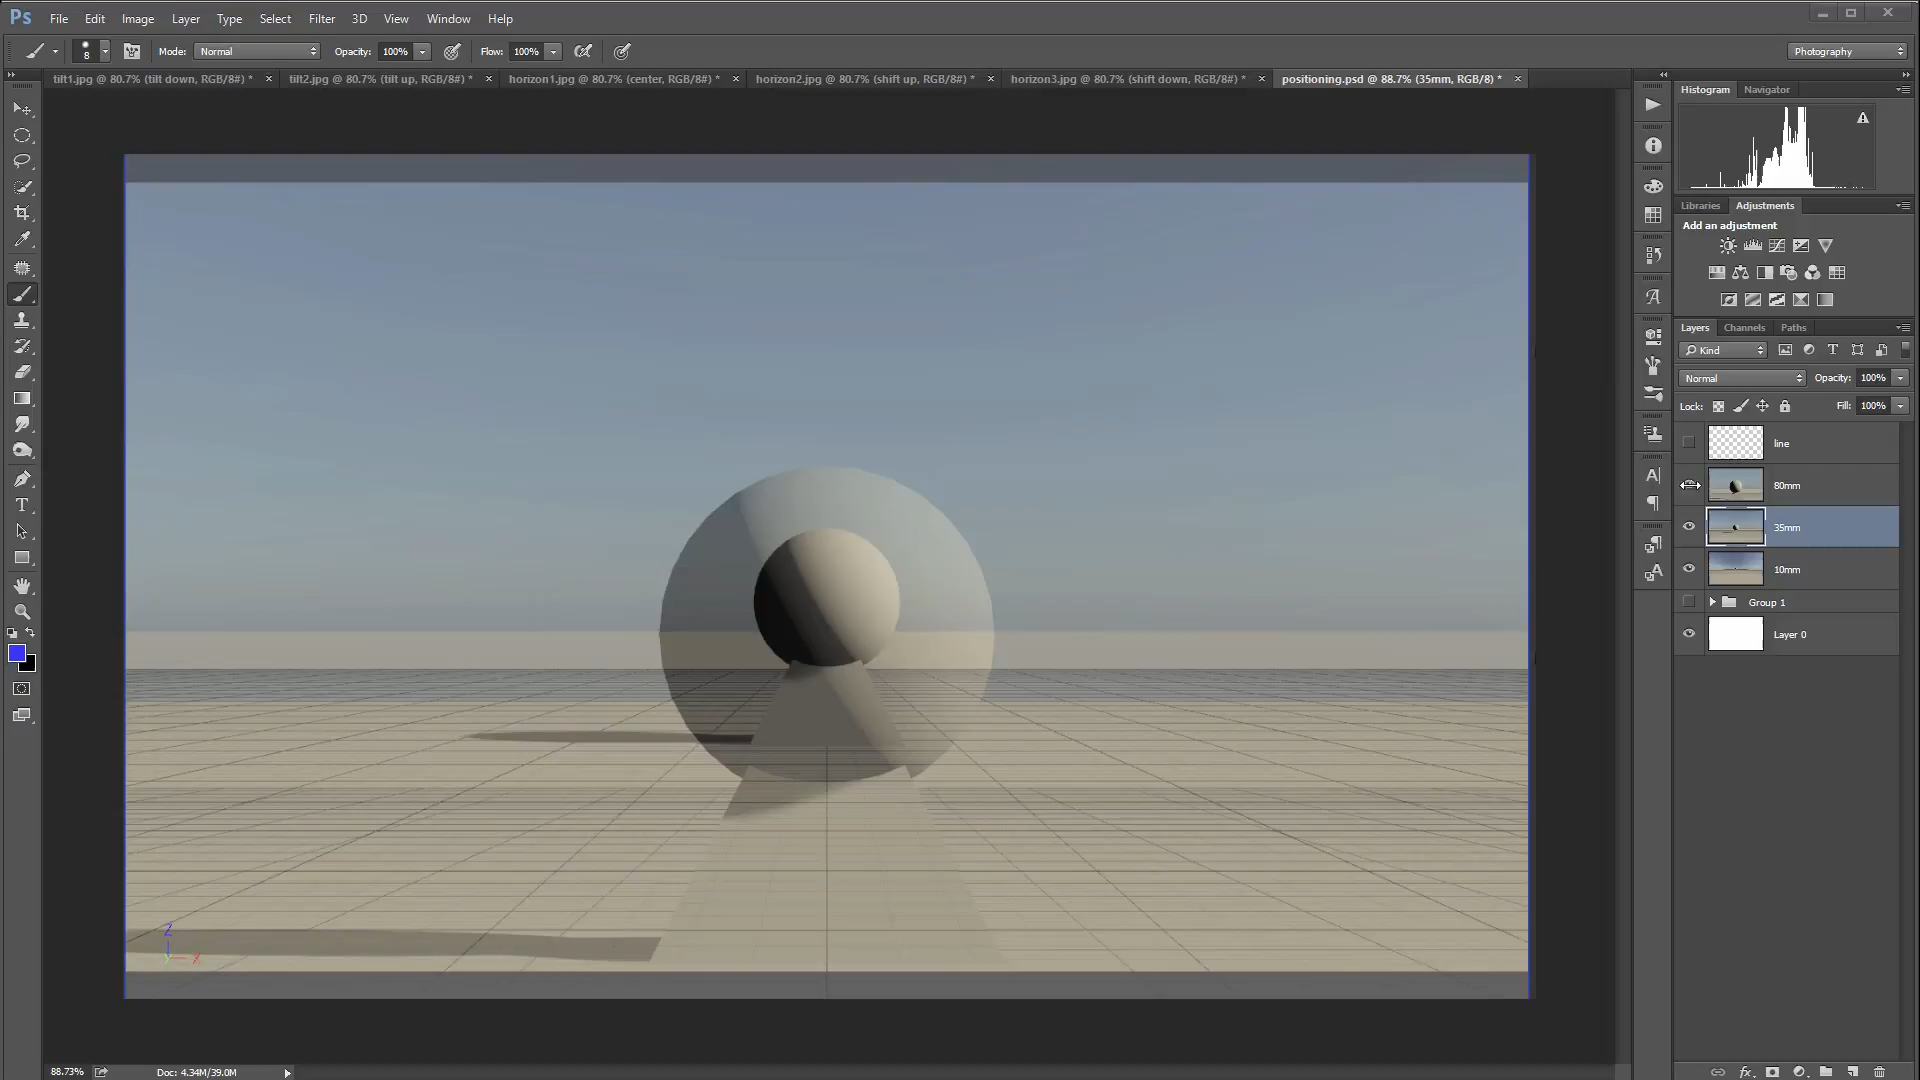 Ps File Edit Image Layer Type Select Filter 3D View Window Help
8 Mode: Normal Opacity: 100% Flow: 100% Photography
tilt1.jpg @ 80.7% (tilt down, RGB/8#) * tilt2.jpg @ 80.7% (tilt up, RGB/8#) * horizon1.jpg @ 80.7% (center, RGB/8#) * horizon2.jpg @ 80.7% (shift up, RGB/8#) * horizon3.jpg @ 80.7% (shift down, RGB/8#) * positioning.psd @ 88.7% (35mm, RGB/8) *
Histogram Navigator
Libraries Adjustments
Add an adjustment
Layers Channels Paths
Kind
Normal Opacity: 100%
Lock: Fill: 100%
line
80mm
35mm
10mm
Group 1
Layer 0
Z
Y X
88.73% Doc: 4.34M/39.0M